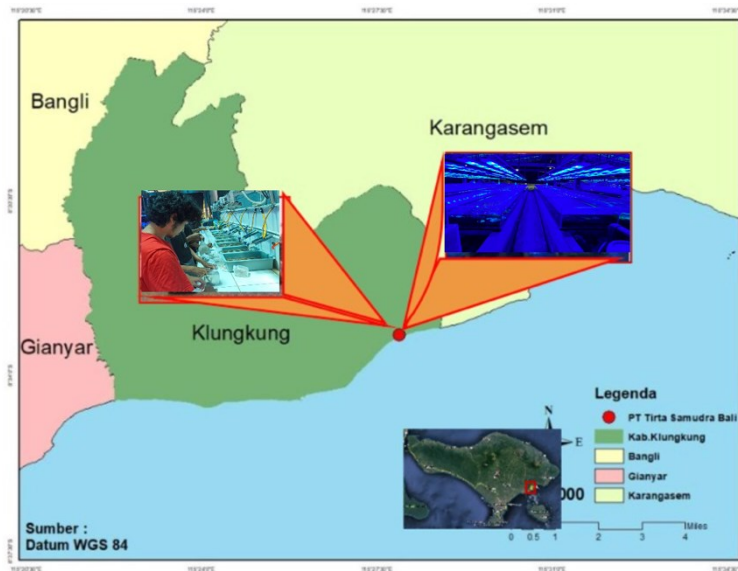 Bangli
Karangasem
Klungkung
Gianyar
Legenda
PT Tirta Samudra Bali
Kab.Klungkung
Bangli
Gianyar
Karangasem
N
E
000
Miles
0 0.5 1 2 3 4
Sumber :
Datum WGS 84